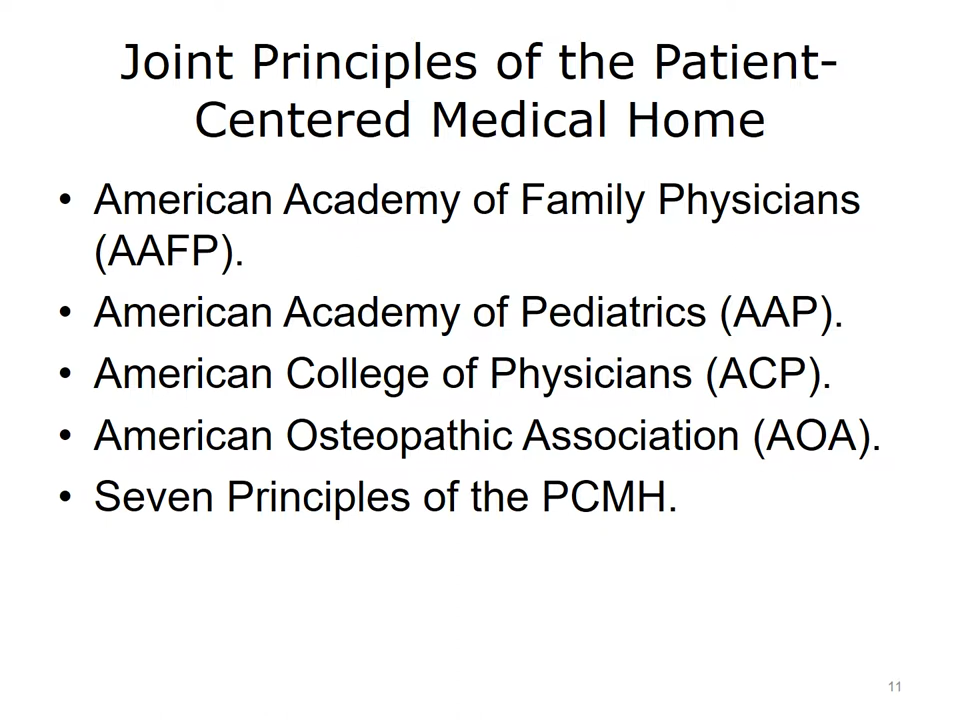 Joint Principles of the Patient-
Centered Medical Home
• American Academy of Family Physicians
(AAFP).
• American Academy of Pediatrics (AAP).
• American College of Physicians (ACP).
• American Osteopathic Association (AOA).
• Seven Principles of the PCMH.
11